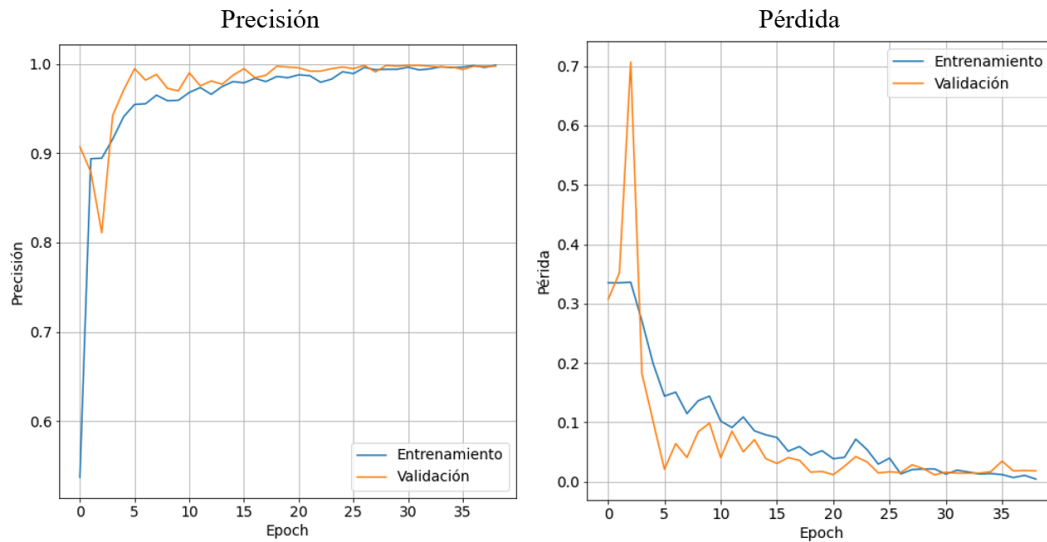 Precisión
1.0
0.9
0.8
0.7
0.6
Precisión
0 5 10 15 20 25 30 35
Epoch
Entrenamiento
Validación
Pérdida
0.7
0.6
0.5
0.4
0.3
0.2
0.1
0.0
Périda
0 5 10 15 20 25 30 35
Epoch
Entrenamiento
Validación